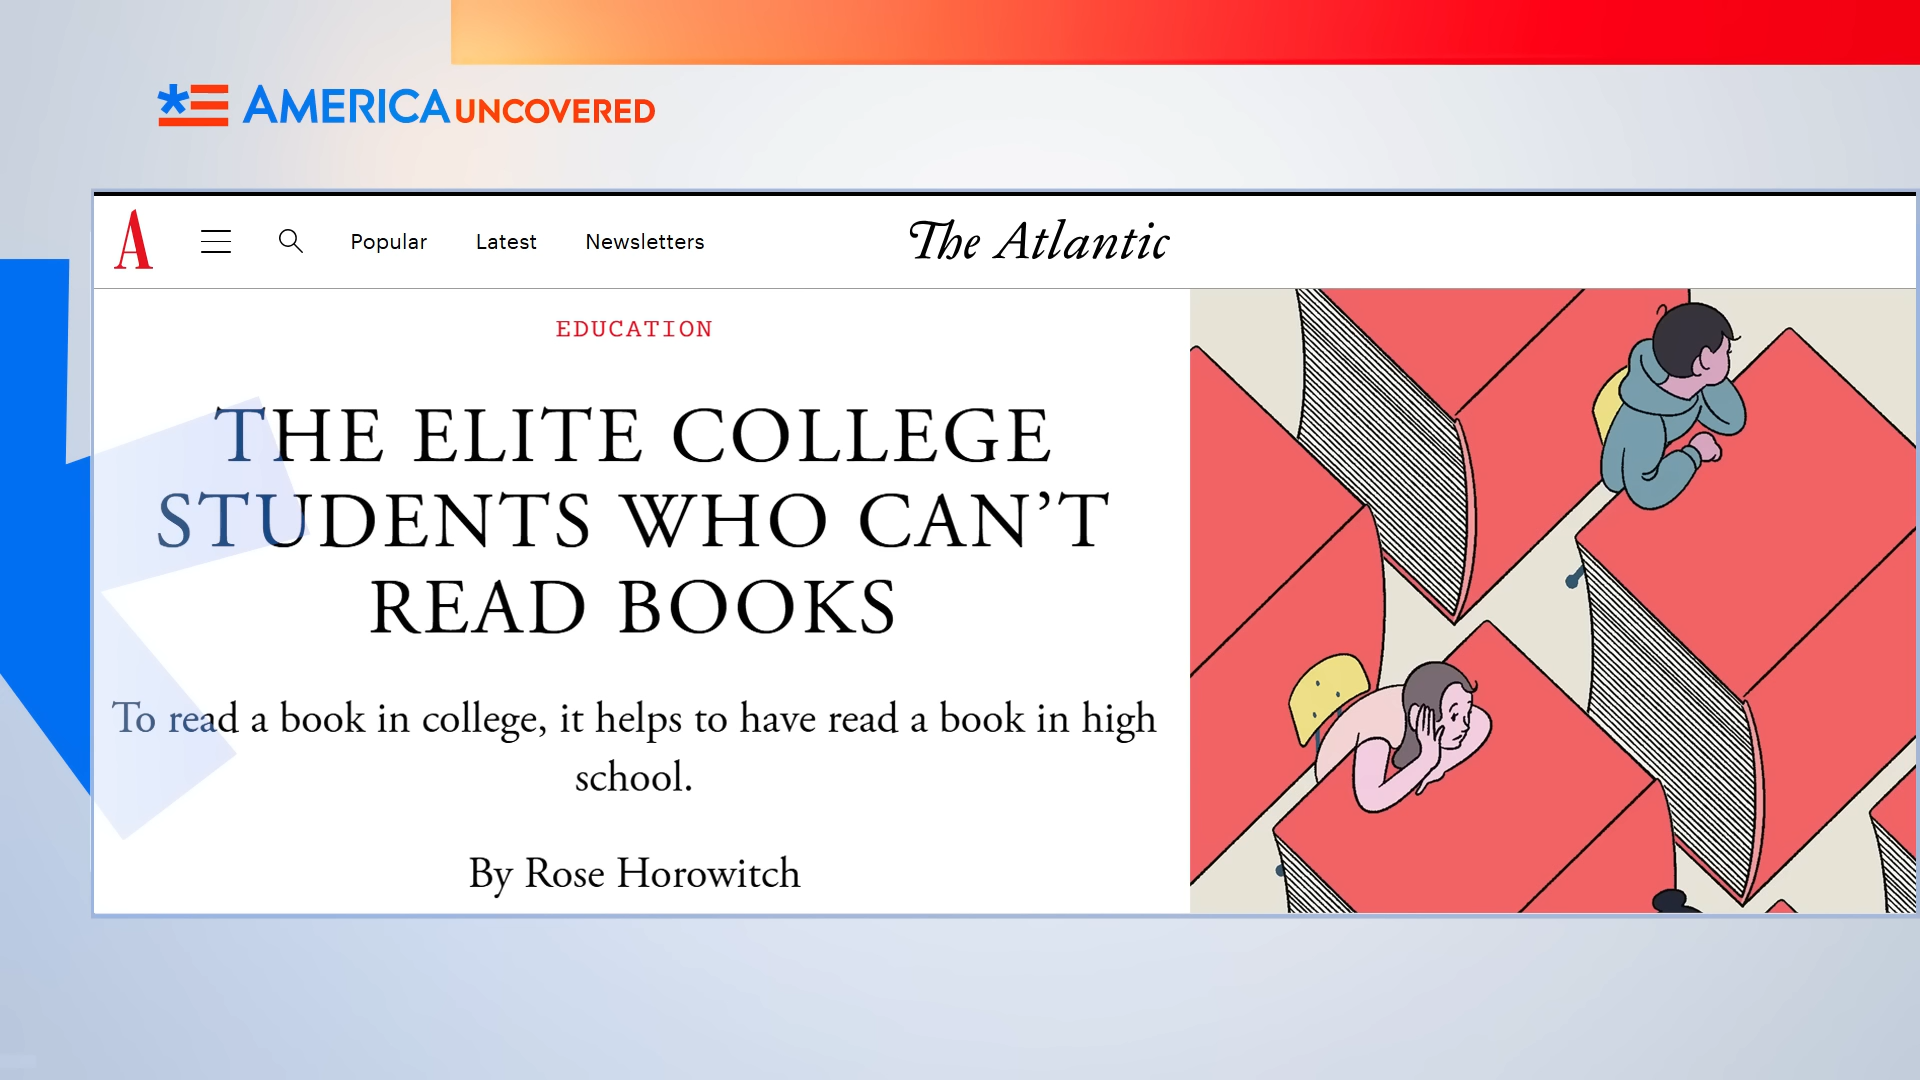 AMERICA UNCOVERED
A
Popular Latest Newsletters
The Atlantic
EDUCATION
THE ELITE COLLEGE
STUDENTS WHO CAN'T
READ BOOKS
To read a book in college, it helps to have read a book in high
school.
By Rose Horowitch